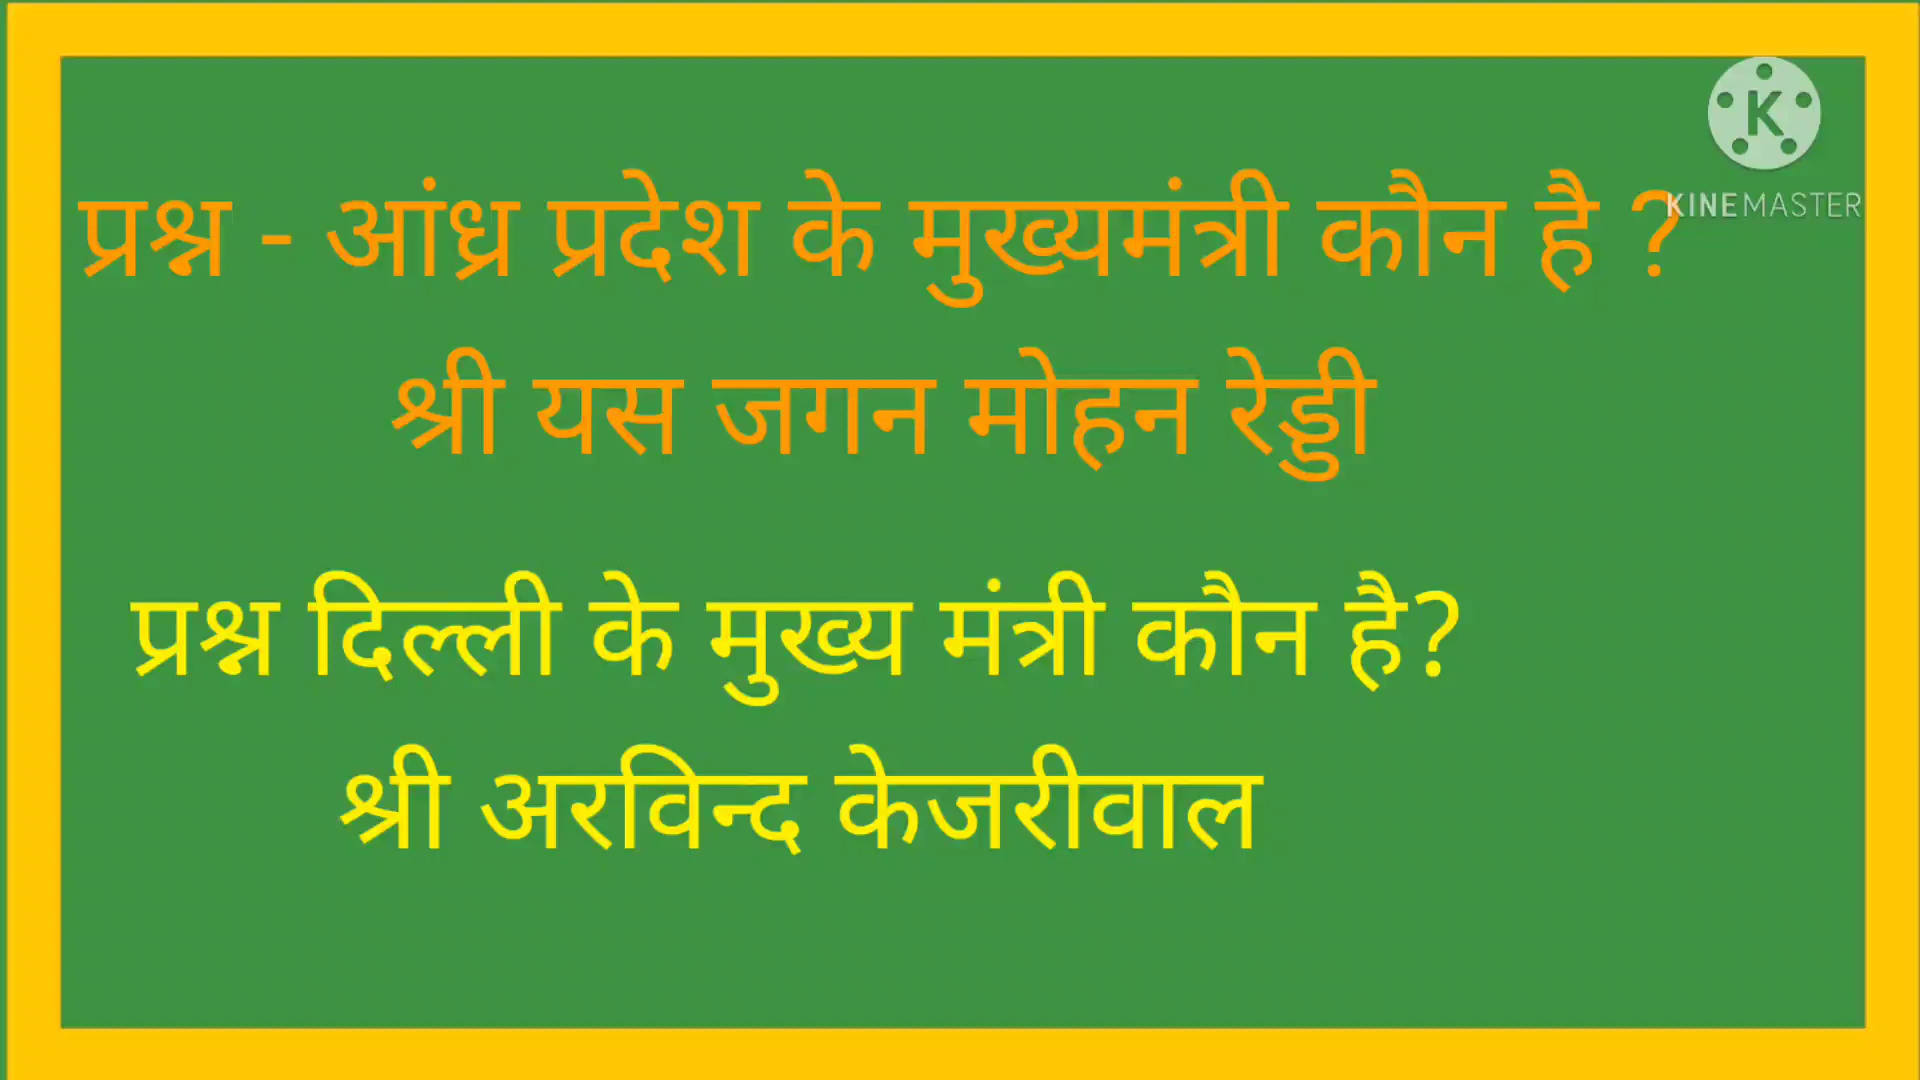 प्रश्न - आंध्र प्रदेश के मुख्यमंत्री कौन है ?
KINEMASTER
श्री यस जगन मोहन रेड्डी
प्रश्न दिल्ली के मुख्य मंत्री कौन है?
श्री अरविन्द केजरीवाल